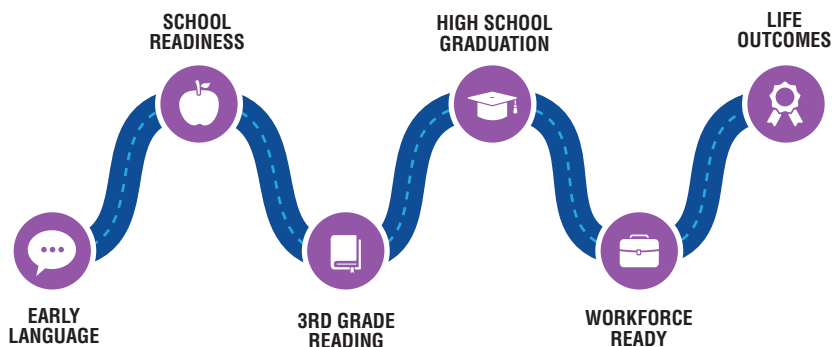 EARLY
LANGUAGE
SCHOOL
READINESS
3RD GRADE
READING
HIGH SCHOOL
GRADUATION
WORKFORCE
READY
LIFE
OUTCOMES